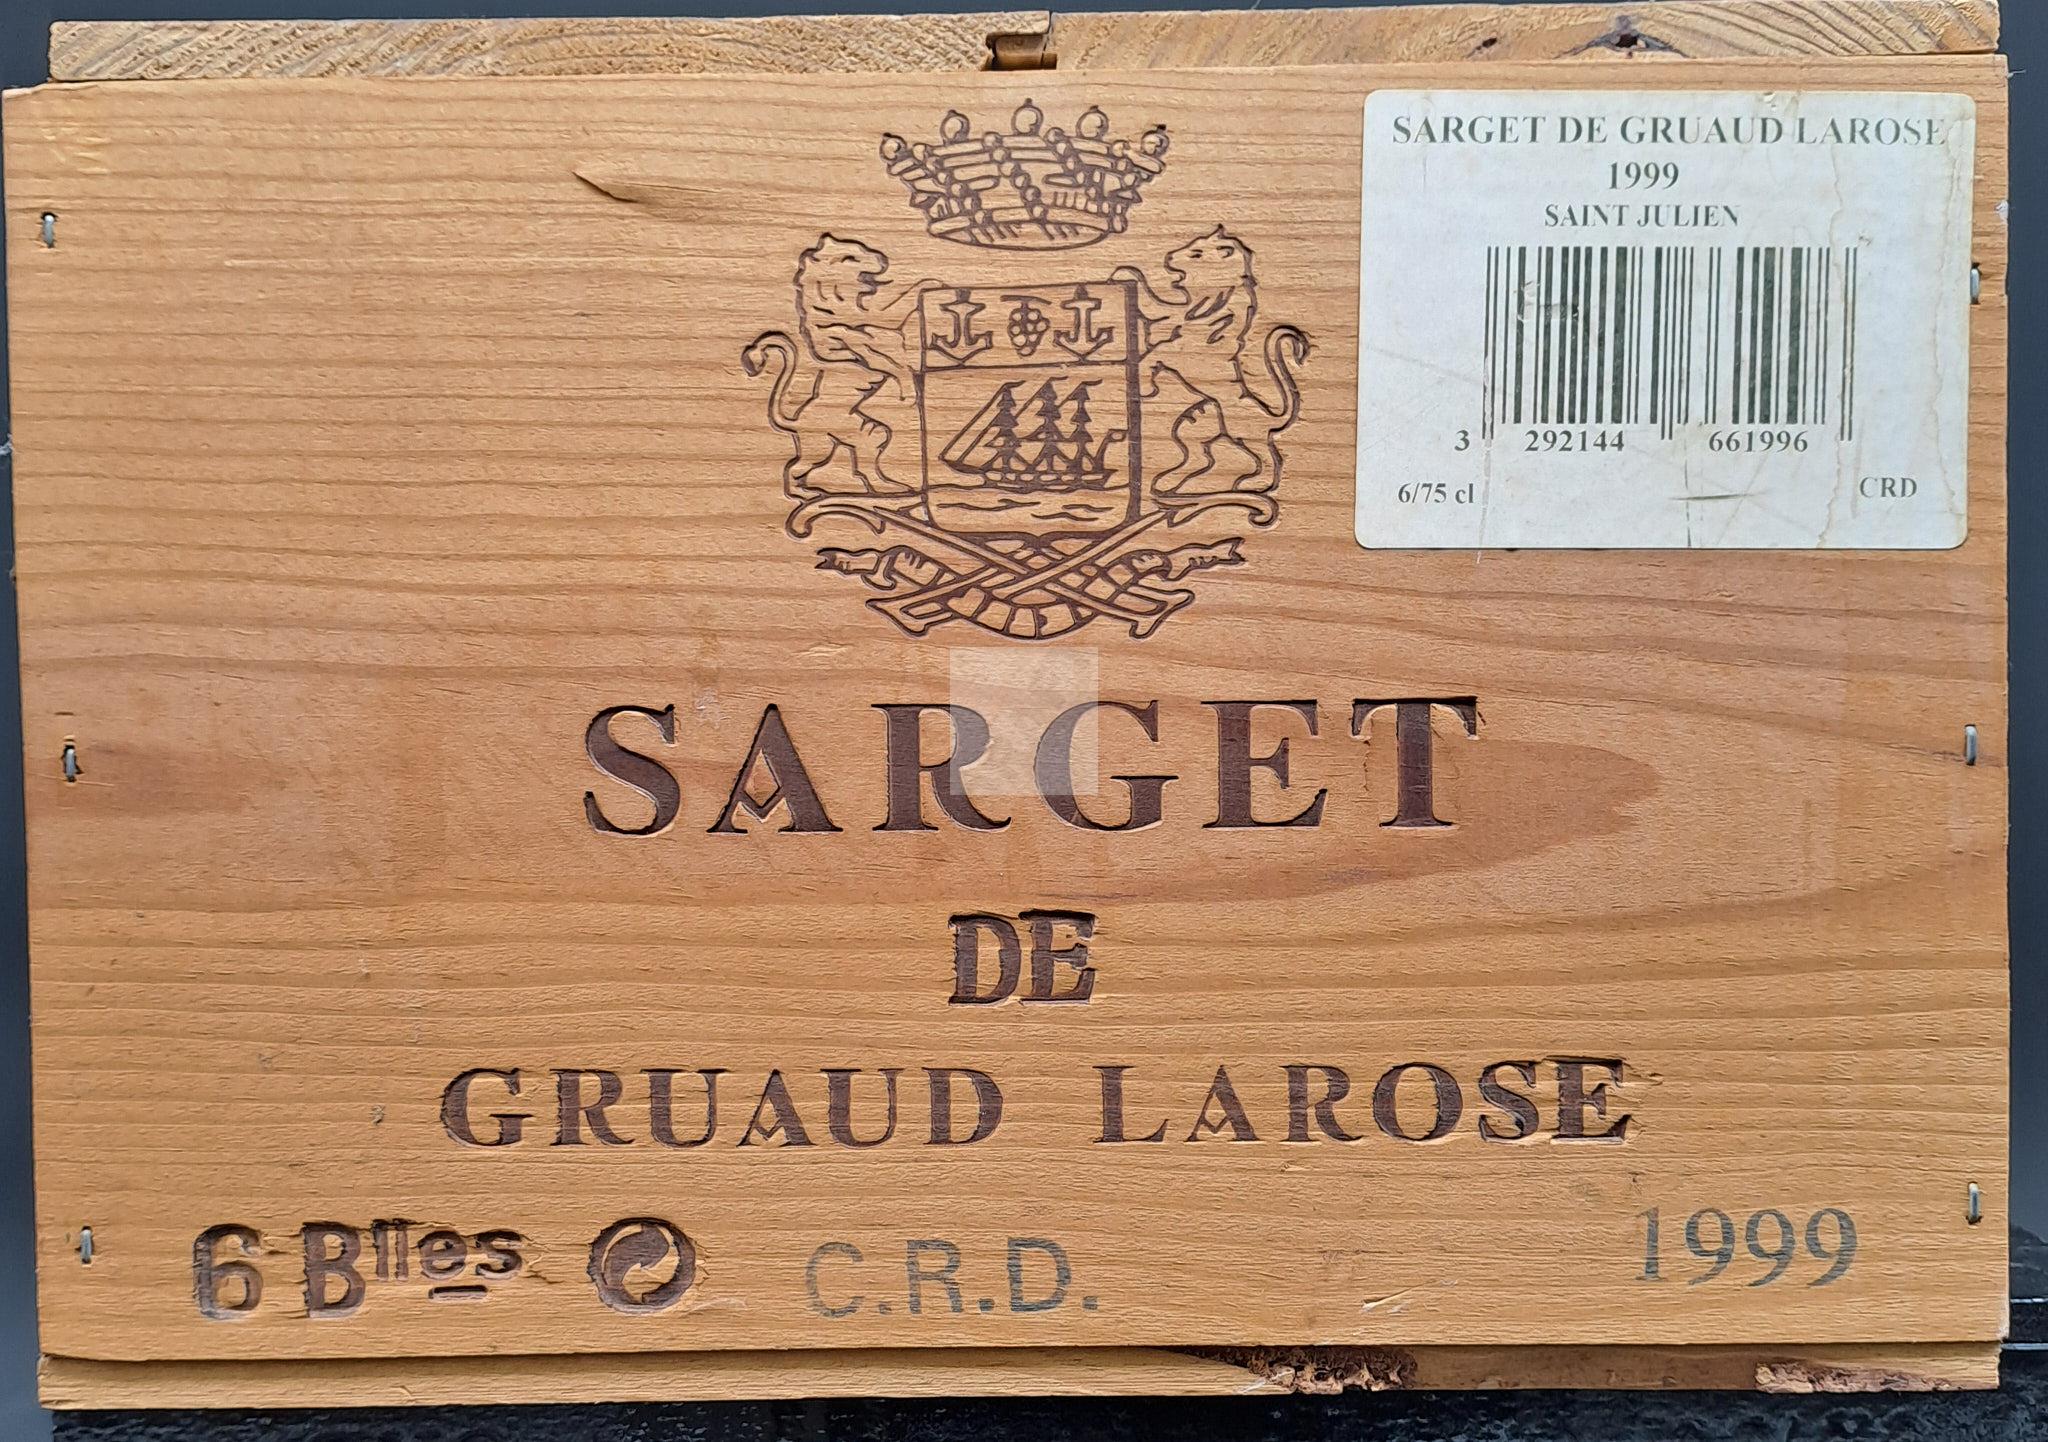 SARGET DE GRUAUD LAROSE
1999
SAINT JULIEN
3 292144 661996
6/75 cl CRD
SARGET
DE
GRUAUD LAROSE
6 Blles C.R.D. 1999